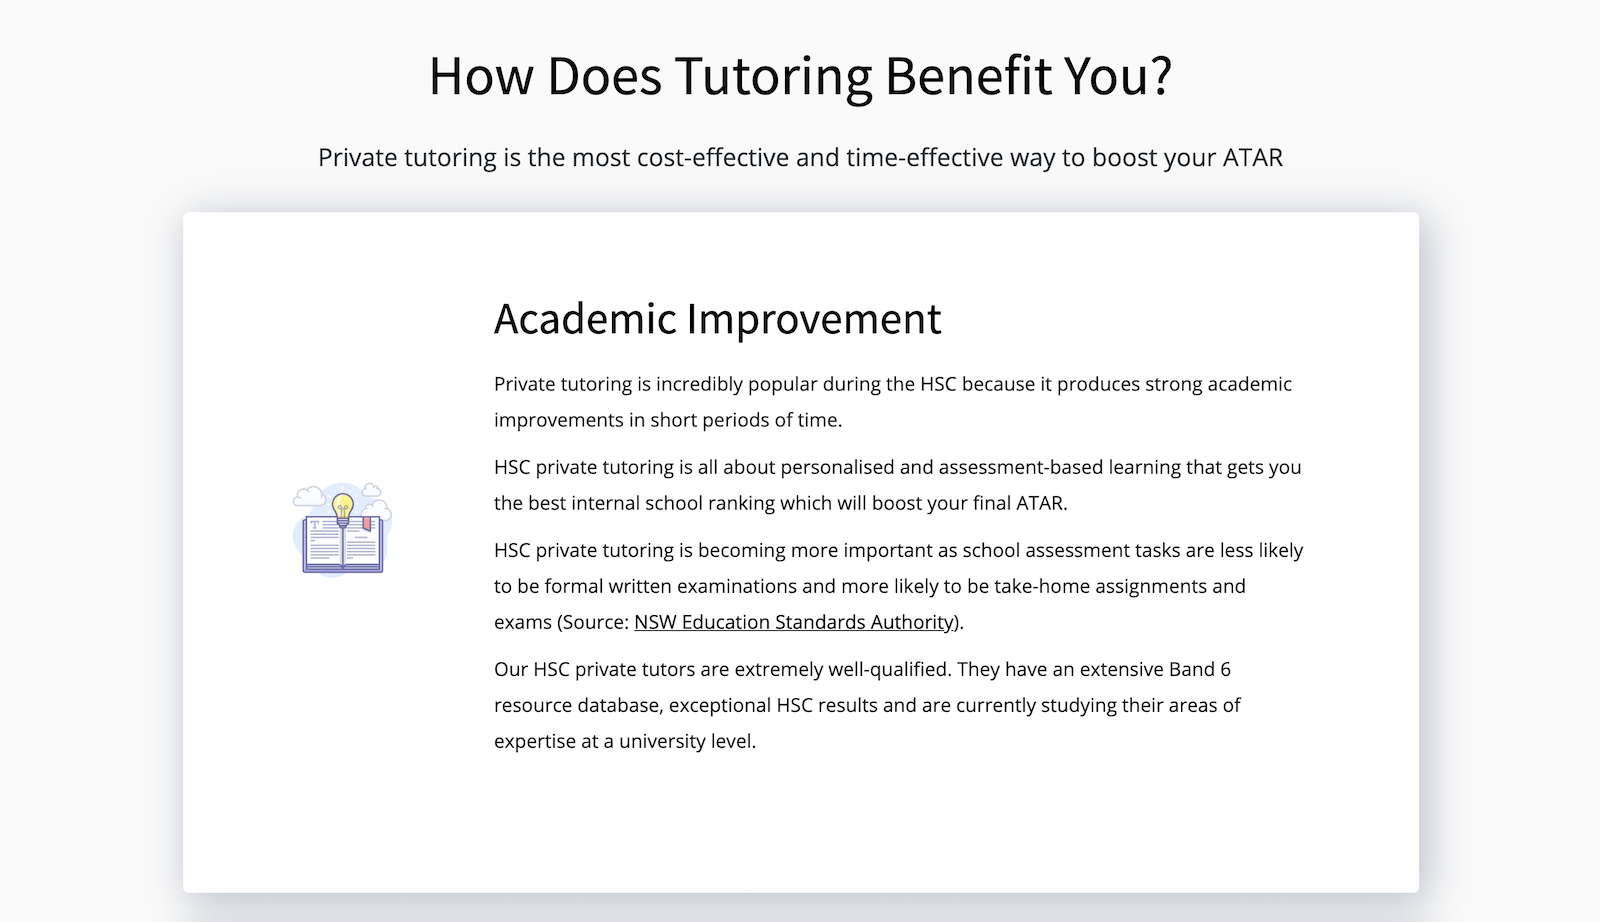 How Does Tutoring Benefit You?
Private tutoring is the most cost-effective and time-effective way to boost your ATAR
Academic Improvement
Private tutoring is incredibly popular during the HSC because it produces strong academic
improvements in short periods of time.
HSC private tutoring is all about personalised and assessment-based learning that gets you
the best internal school ranking which will boost your final ATAR.
HSC private tutoring is becoming more important as school assessment tasks are less likely
to be formal written examinations and more likely to be take-home assignments and
exams (Source: NSW Education Standards Authority).
Our HSC private tutors are extremely well-qualified. They have an extensive Band 6
resource database, exceptional HSC results and are currently studying their areas of
expertise at a university level.
T